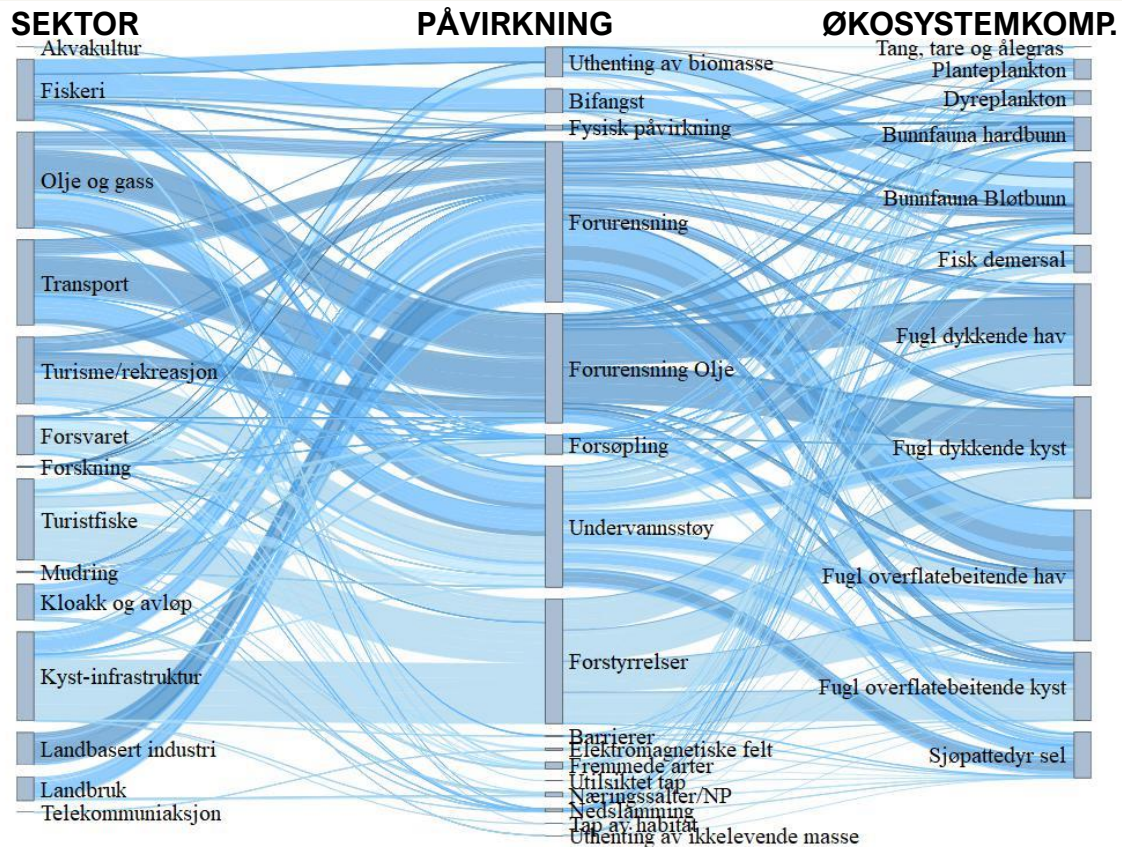 SEKTOR
Akvakultur
Fiskeri
Olje og gass
Transport
Turisme/rekreasjon
Forsvaret
Forskning
Turistfiske
Mudring
Kloakk og avløp
Kyst-infrastruktur
Landbasert industri
Landbruk
Telekommuniaksjon
PÅVIRKNING
Uthenting av biomasse
Bifangst
Fysisk påvirkning
Forurensning
Forurensning Olje
Forsøpling
Undervannsstøy
Forstyrrelser
Barrierer
Elektromagnetiske felt
Fremmede arter
Utilsiktet tap
Næringssalter/NP
Nedslamming
Tap av habitat
Uthenting av ikkelevende masse
ØKOSYSTEMKOMP.
Tang, tare og ålegras
Planteplankton
Dyreplankton
Bunnfauna hardbunn
Bunnfauna Bløtbunn
Fisk demersal
Fugl dykkende hav
Fugl dykkende kyst
Fugl overflatebeitende hav
Fugl overflatebeitende kyst
Sjøpattedyr sel